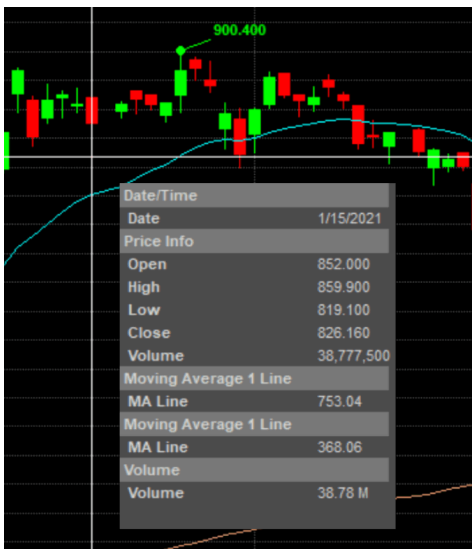 900.400
Date/Time
Date 1/15/2021
Price Info
Open 852.000
High 859.900
Low 819.100
Close 826.160
Volume 38,777,500
Moving Average 1 Line
MA Line 753.04
Moving Average 1 Line
MA Line 368.06
Volume
Volume 38.78 M